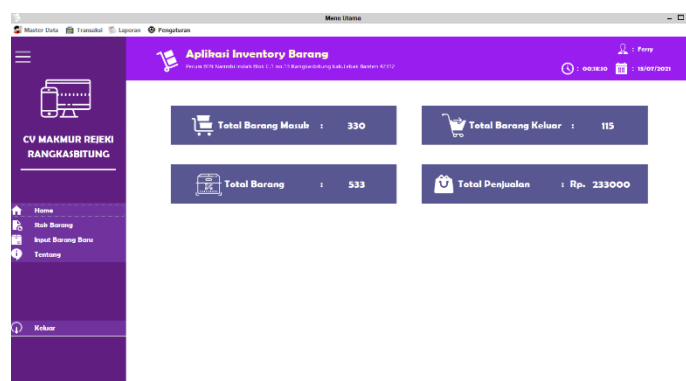 Menu Utama
Master Data Transaksi Laporan Pengaturan
Aplikasi Inventory Barang
: Ferry
: 00:18:30 : 15/07/2021
CV MAKMUR REJEKI
RANGKASBITUNG
Total Barang Masuk : 330
Total Barang Keluar : 115
Total Barang : 533
Total Penjualan : Rp. 233000
Home
Stok Barang
Input Barang Baru
Tentang
Keluar